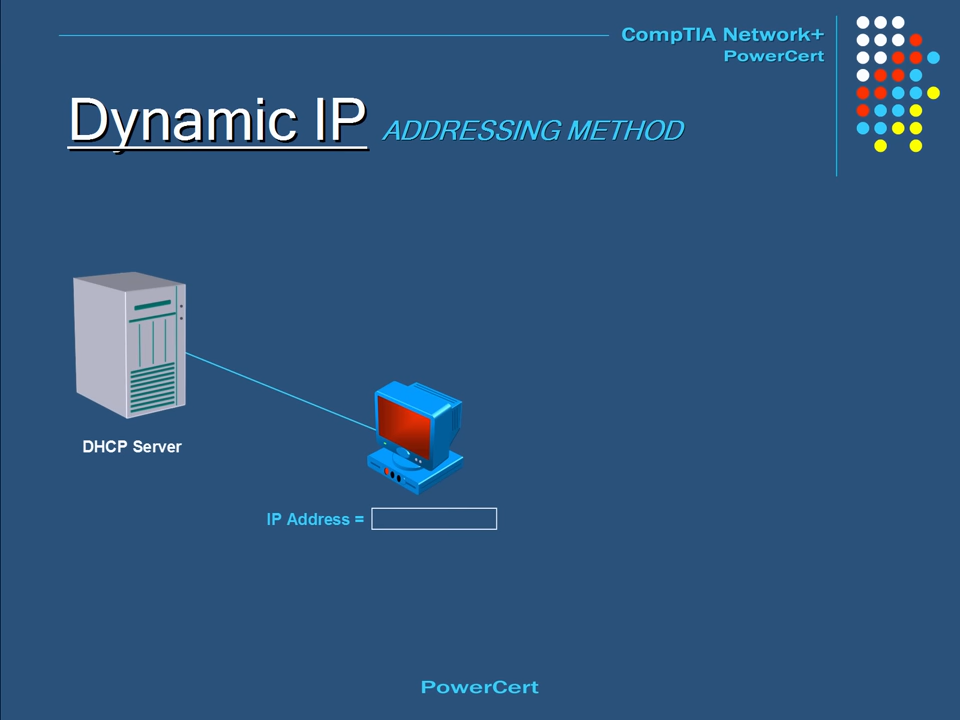 CompTIA Network+
PowerCert
Dynamic IP ADDRESSING METHOD
DHCP Server
IP Address =
PowerCert